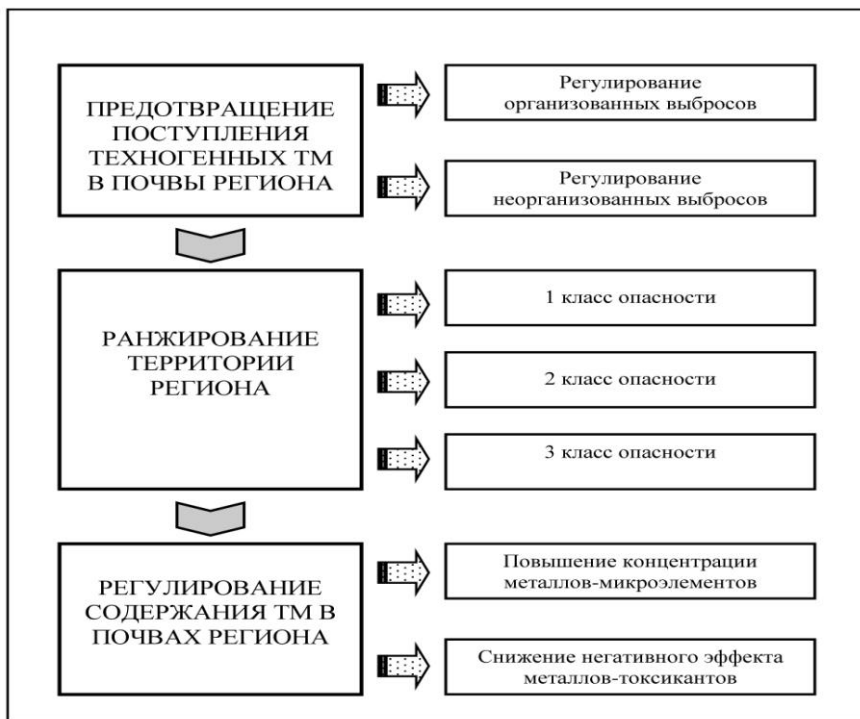 ПРЕДОТВРАЩЕНИЕ
ПОСТУПЛЕНИЯ
ТЕХНОГЕННЫХ ТМ
В ПОЧВЫ РЕГИОНА
Регулирование
организованных выбросов
Регулирование
неорганизованных выбросов
РАНЖИРОВАНИЕ
ТЕРРИТОРИИ
РЕГИОНА
1 класс опасности
2 класс опасности
3 класс опасности
РЕГУЛИРОВАНИЕ
СОДЕРЖАНИЯ ТМ В
ПОЧВАХ РЕГИОНА
Повышение концентрации
металлов-микроэлементов
Снижение негативного эффекта
металлов-токсикантов